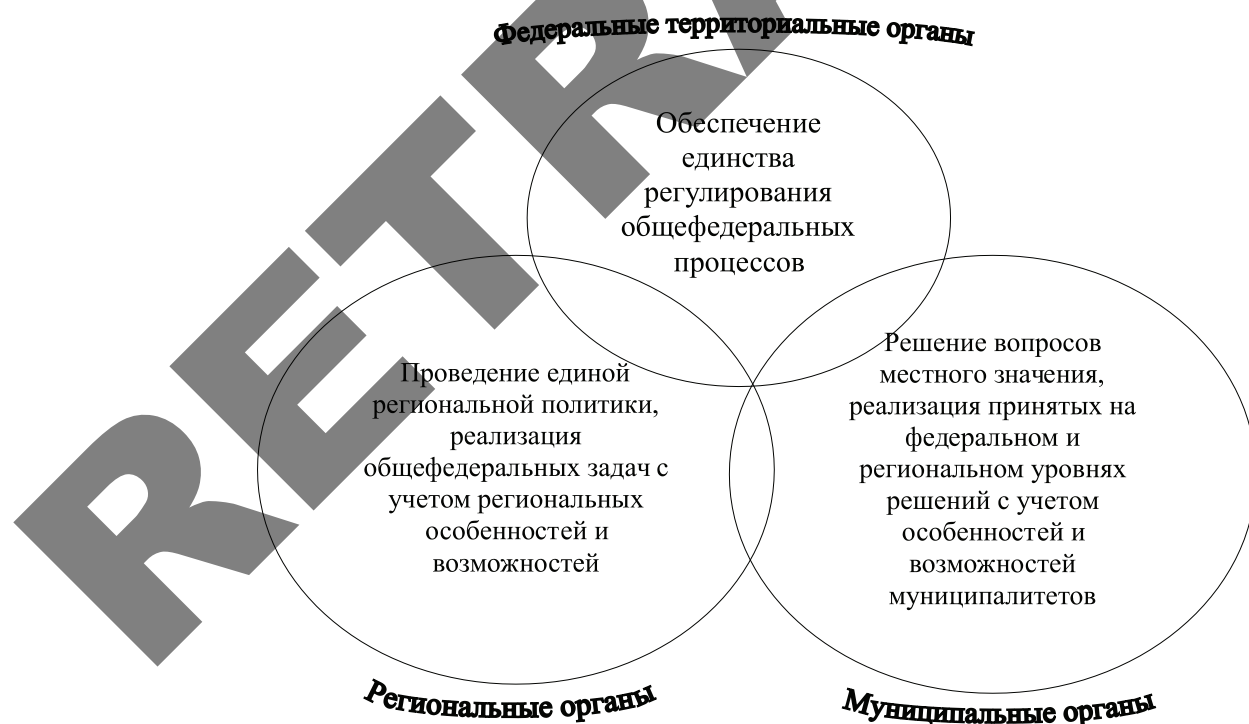 Федеральные территориальные органы
Обеспечение
единства
регулирования
общефедеральных
процессов
Проведение единой
региональной политики,
реализация
общефедеральных задач с
учетом региональных
особенностей и
возможностей
Решение вопросов
местного значения,
реализация принятых на
федеральном и
региональном уровнях
решений с учетом
особенностей и
возможностей
муниципалитетов
Региональные органы
Муниципальные органы
RETR